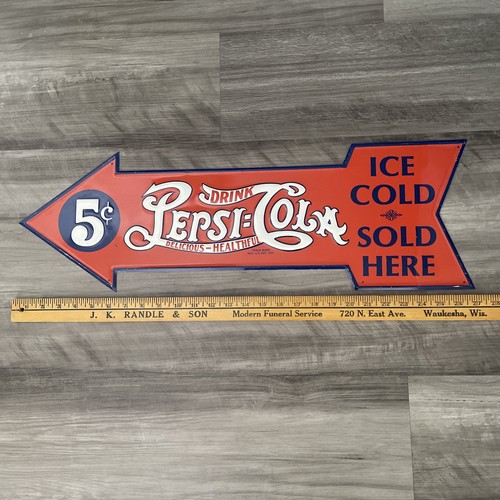 5¢
DRINK
PEPSI=COLA
DELICIOUS-HEALTHFUL
ICE
COLD
SOLD
HERE
J. K. RANDLE & SON Modern Funeral Service 720 N. East Ave. Waukesha, Wis.